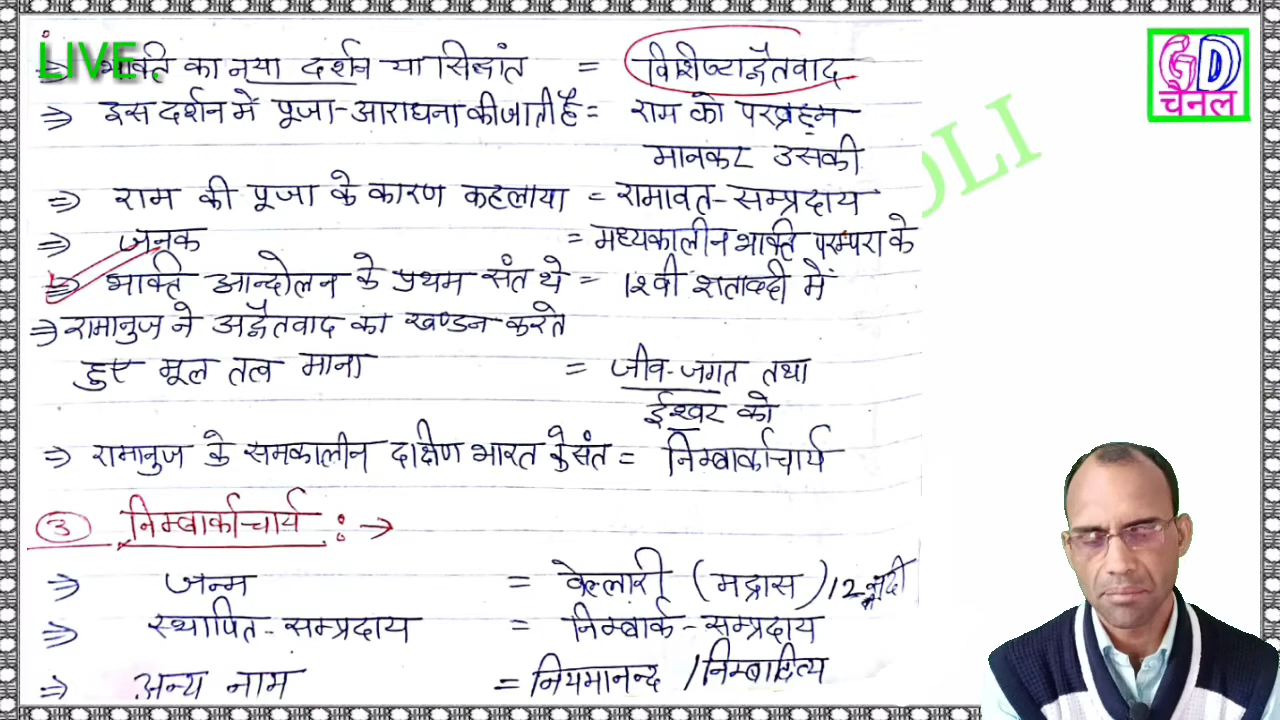 LIVE
⇒ भक्ति का नया दर्शन या सिद्धांत = विशिष्टाद्वैतवाद
GD
चैनल
⇒ इस दर्शन में पूजा-आराधना की जाती है = राम को परब्रह्म
मानकर उसकी
OLI
⇒ राम की पूजा के कारण कहलाया = रामावत-सम्प्रदाय
⇒ जनक = मध्यकालीन भक्ति परम्परा के
⇒ भक्ति आन्दोलन के प्रथम संत थे = 12वी शताब्दी में
⇒ रामानुज ने अद्वैतवाद का खण्डन करते
हुए मूल तत्व माना = जीव-जगत तथा
ईश्वर को
⇒ रामानुज के समकालीन दक्षिण भारत के संत = निम्बार्काचार्य
③ निम्बार्काचार्य :→
⇒ जन्म = वेल्लारी (मद्रास) 12 सदी
⇒ स्थापित-सम्प्रदाय = निम्बार्क-सम्प्रदाय
⇒ अन्य नाम = नियमानन्द / निम्बादित्य